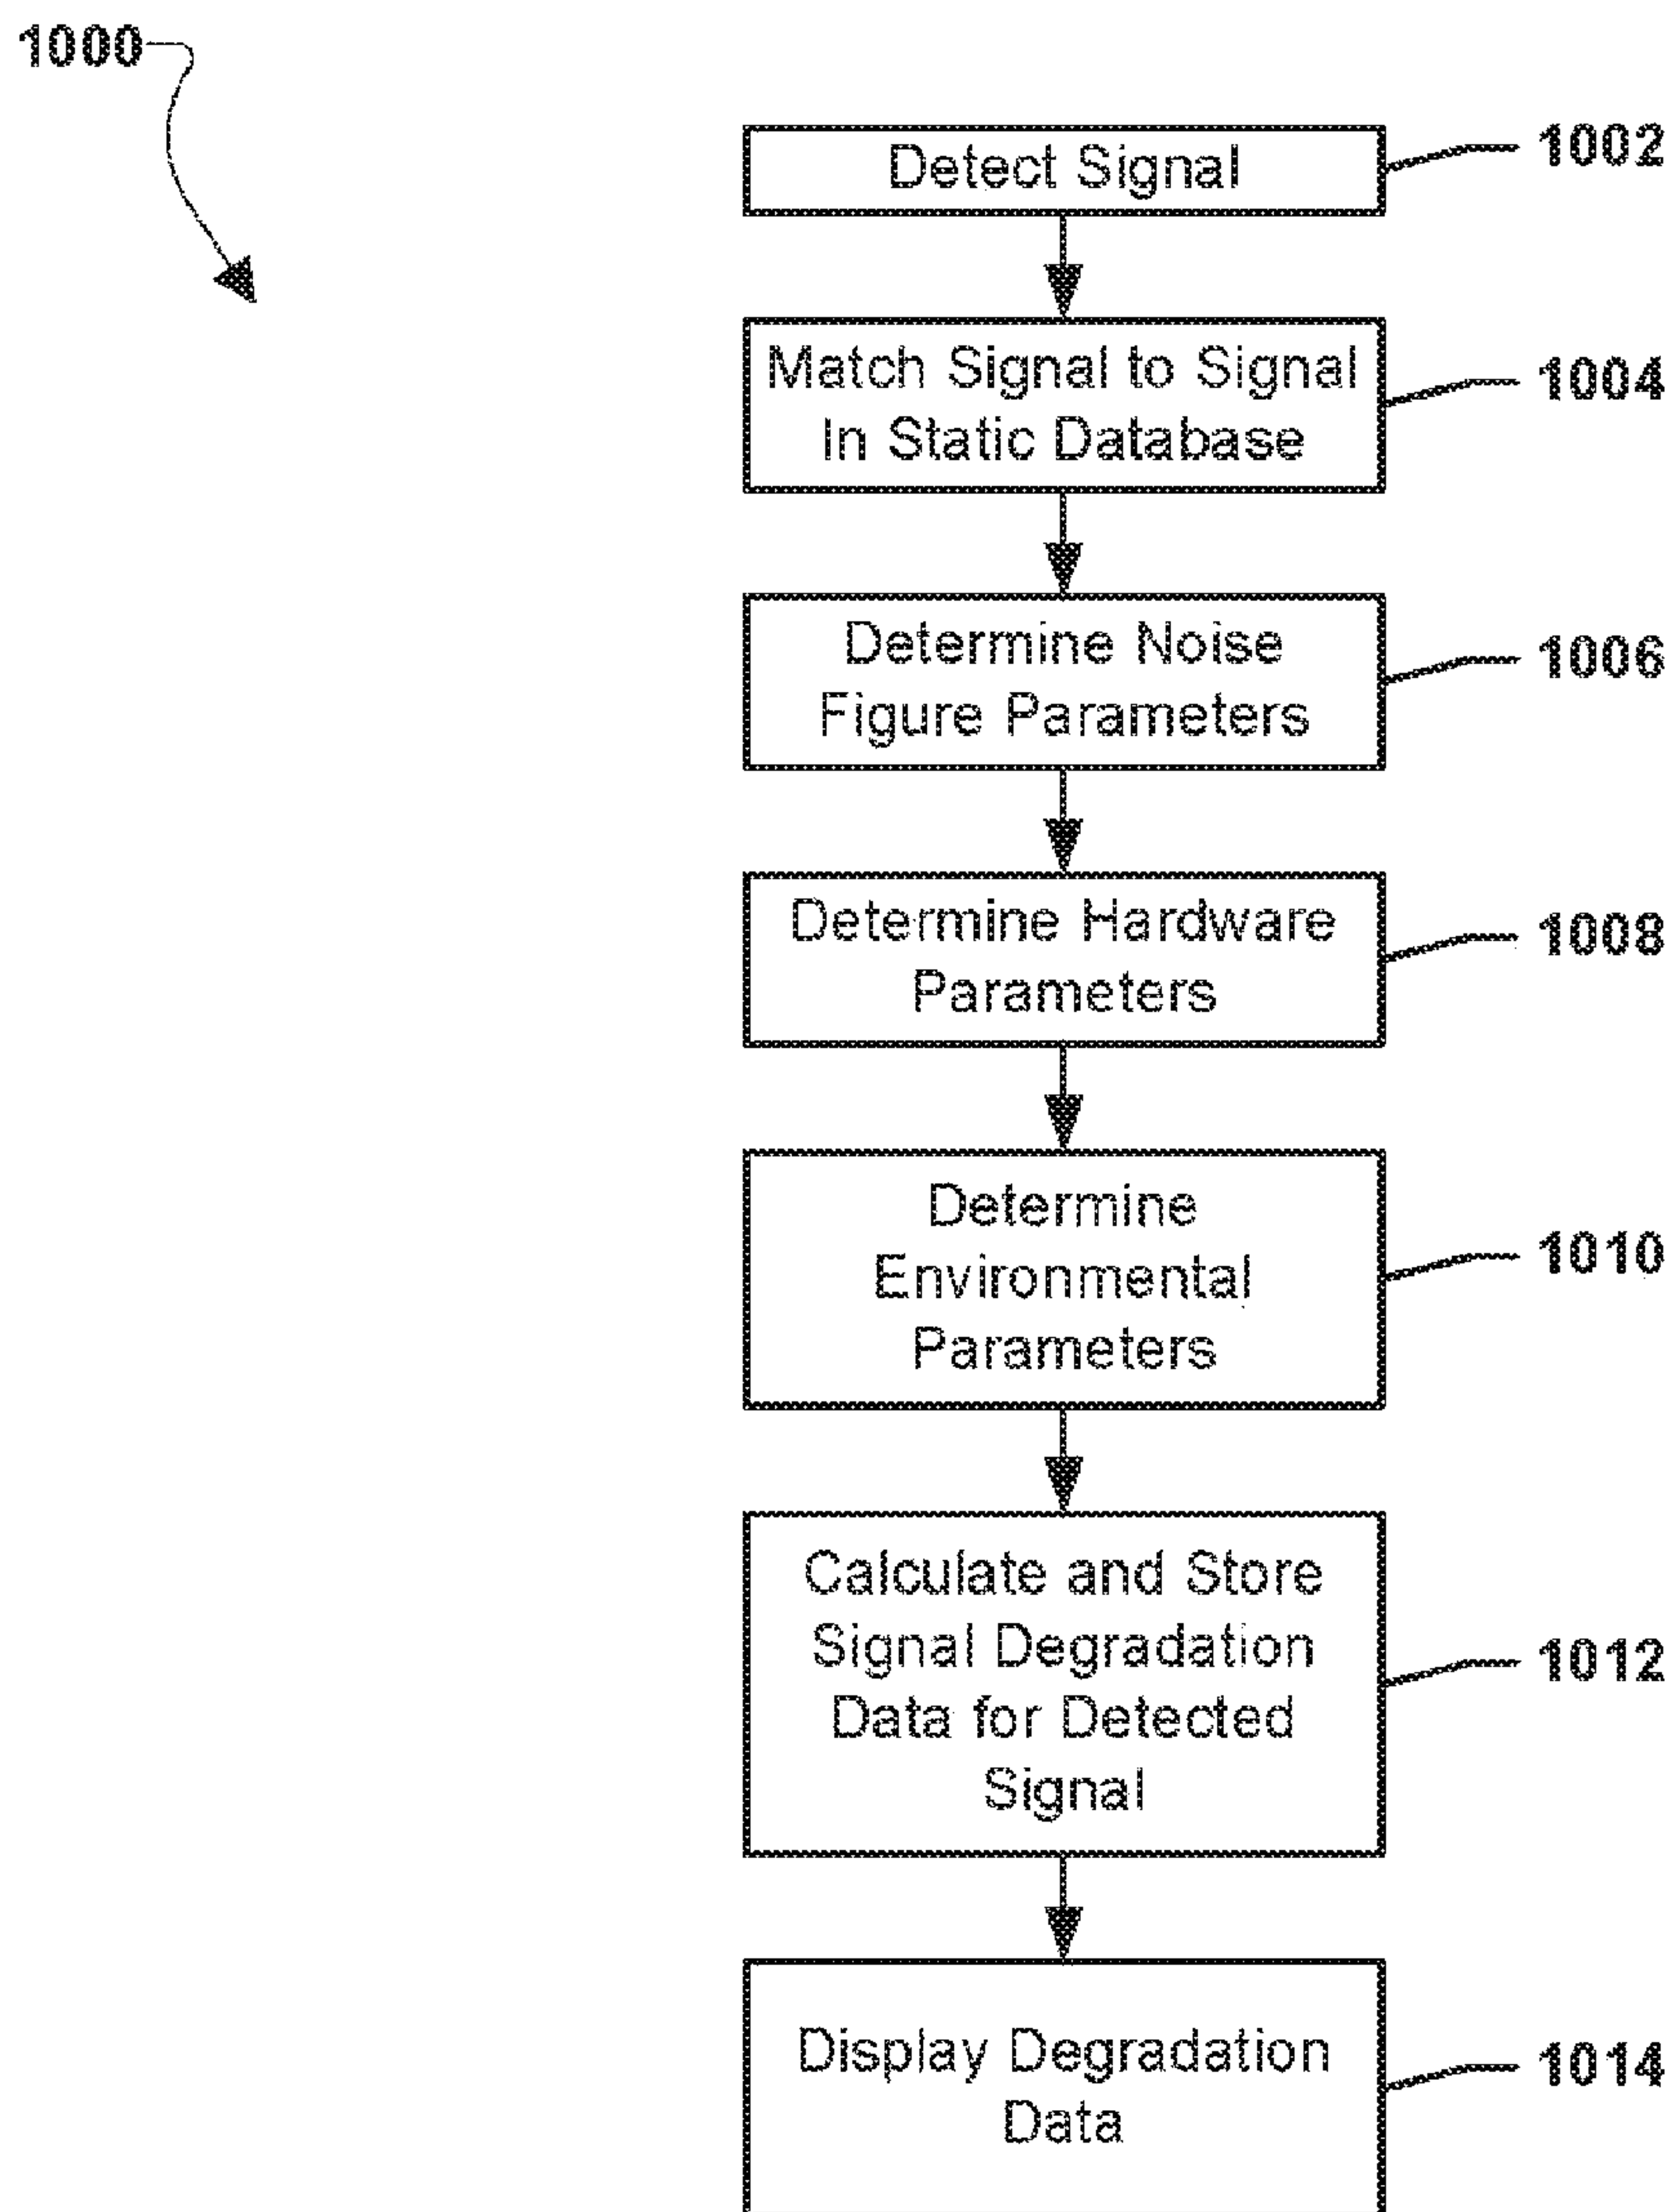 1000
Detect Signal
1002
Match Signal to Signal
In Static Database
1004
Determine Noise
Figure Parameters
1006
Determine Hardware
Parameters
1008
Determine
Environmental
Parameters
1010
Calculate and Store
Signal Degradation
Data for Detected
Signal
1012
Display Degradation
Data
1014